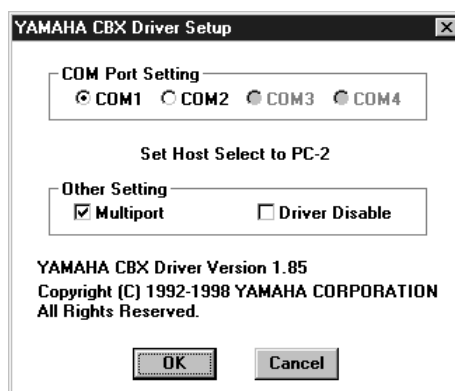 YAMAHA CBX Driver Setup
COM Port Setting
COM1 COM2 COM3 COM4
Set Host Select to PC-2
Other Setting
Multiport Driver Disable
YAMAHA CBX Driver Version 1.85
Copyright (C) 1992-1998 YAMAHA CORPORATION
All Rights Reserved.
OK Cancel